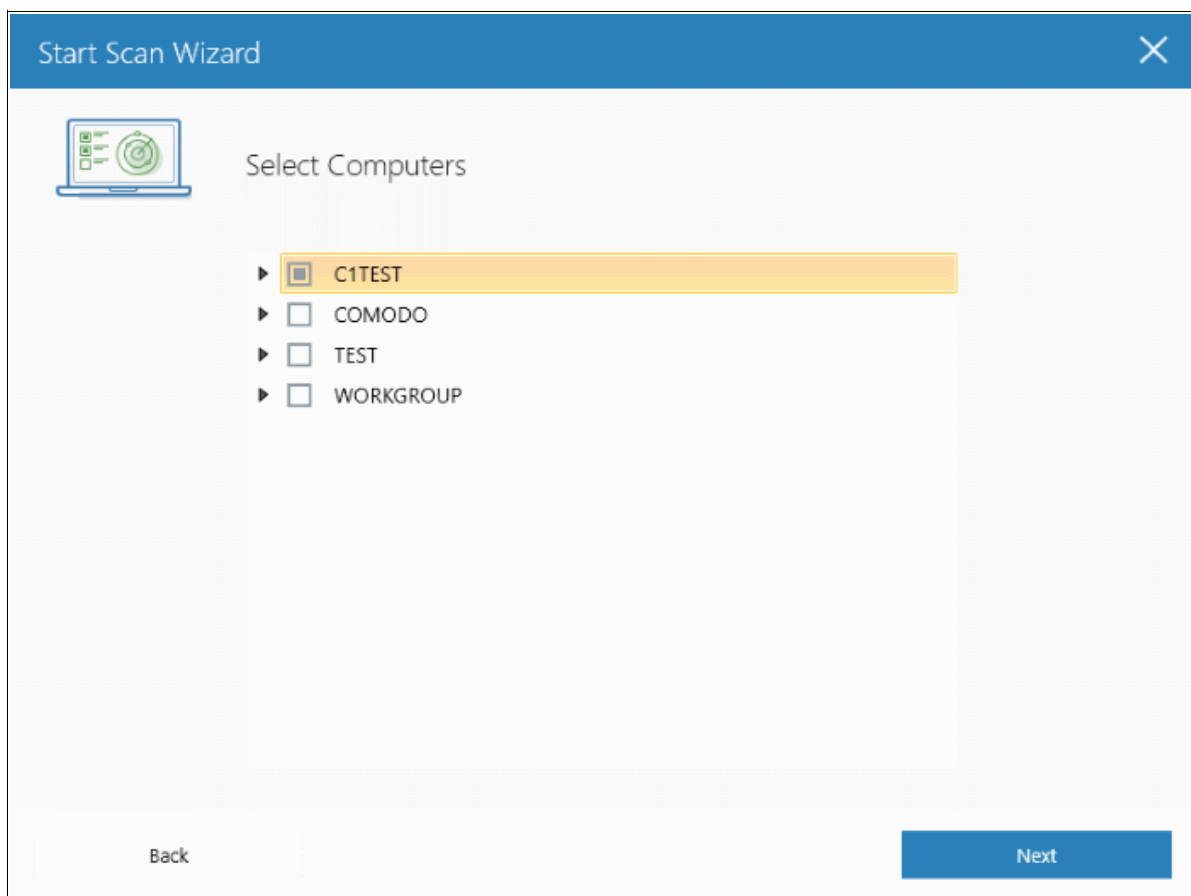 Start Scan Wizard
Select Computers
C1TEST
COMODO
TEST
WORKGROUP
Back
Next